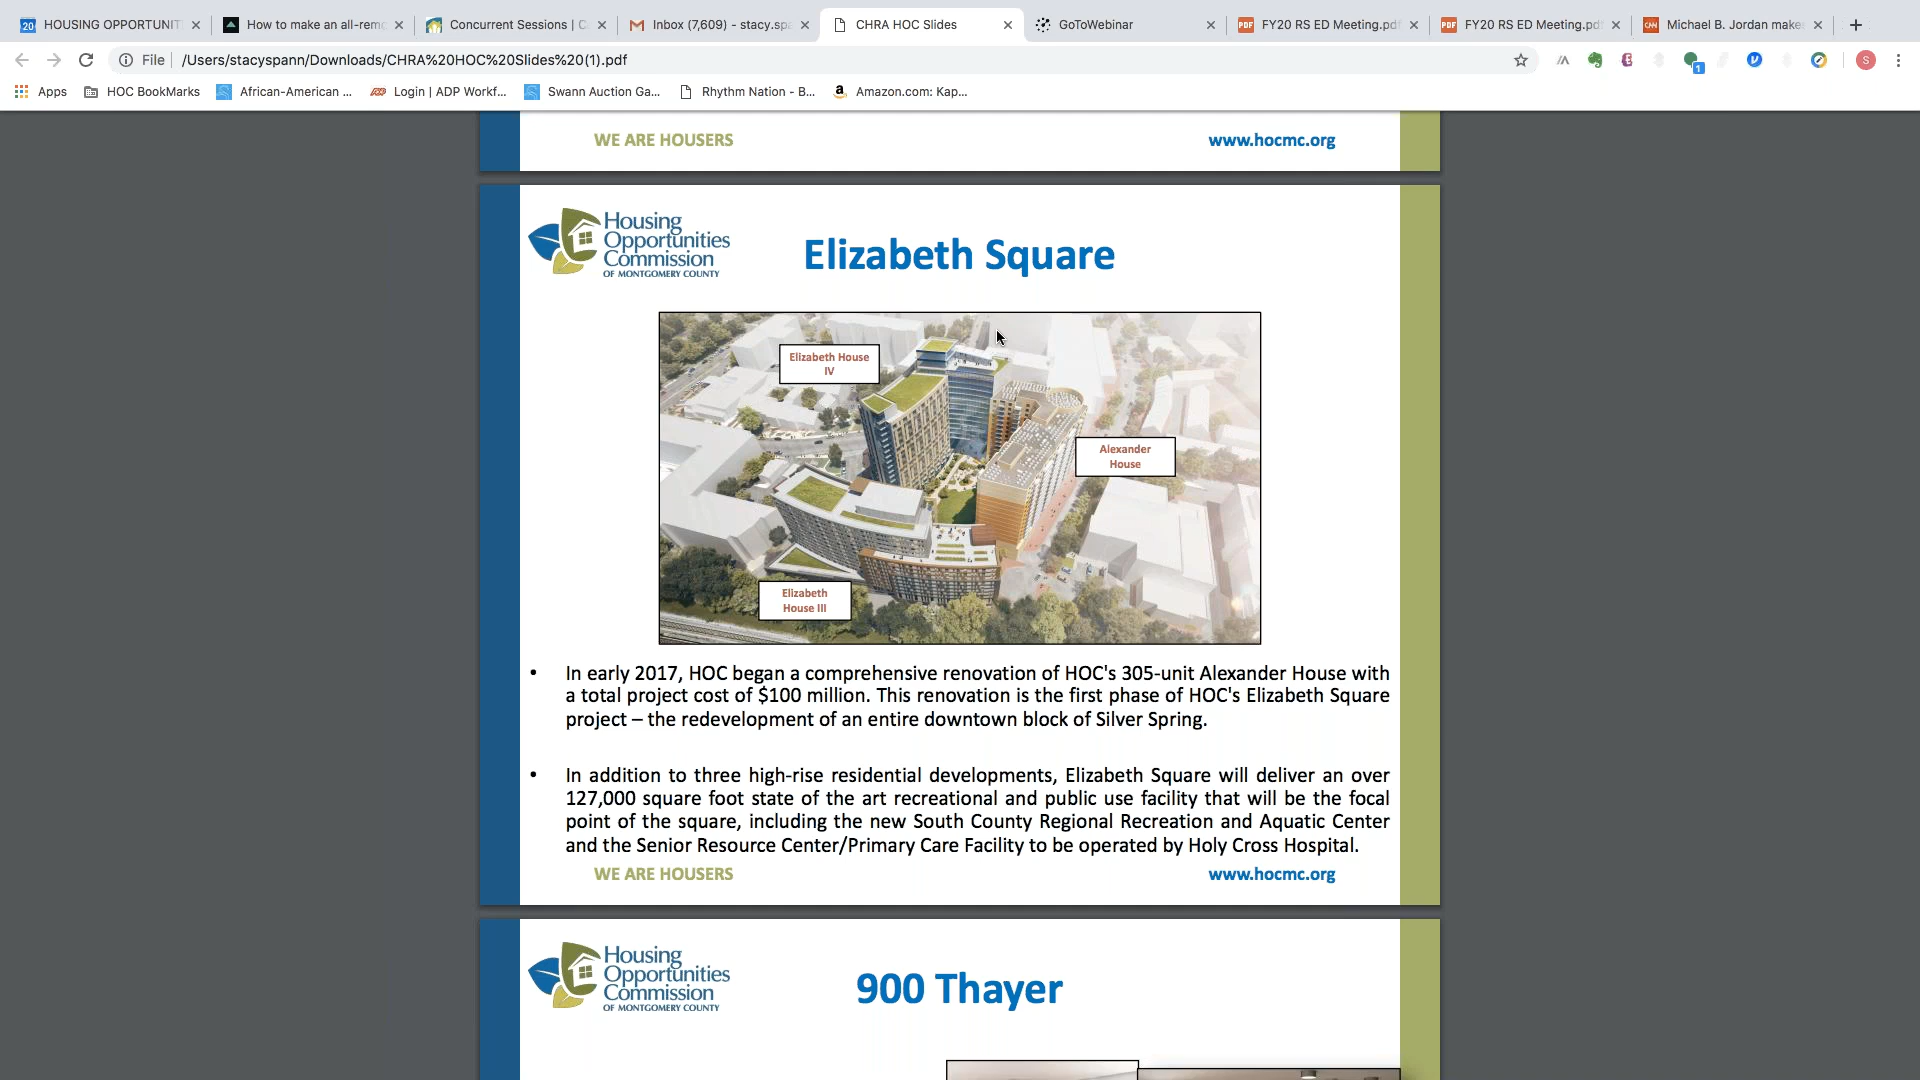 HOUSING OPPORTUNIT
How to make an all-remo
Concurrent Sessions | C
Inbox (7,609) - stacy.spa
CHRA HOC Slides
GoToWebinar
FY20 RS ED Meeting.pdf
FY20 RS ED Meeting.pdf
Michael B. Jordan make
File
/Users/stacyspann/Downloads/CHRA%20HOC%20Slides%20(1).pdf
Apps
HOC BookMarks
African-American ...
Login | ADP Workf...
Swann Auction Ga...
Rhythm Nation - B...
Amazon.com: Kap...
WE ARE HOUSERS
www.hocmc.org
Housing
Opportunities
Commission
OF MONTGOMERY COUNTY
Elizabeth Square
Elizabeth House
IV
Alexander
House
Elizabeth
House III
• In early 2017, HOC began a comprehensive renovation of HOC's 305-unit Alexander House with
a total project cost of $100 million. This renovation is the first phase of HOC's Elizabeth Square
project – the redevelopment of an entire downtown block of Silver Spring.
• In addition to three high-rise residential developments, Elizabeth Square will deliver an over
127,000 square foot state of the art recreational and public use facility that will be the focal
point of the square, including the new South County Regional Recreation and Aquatic Center
and the Senior Resource Center/Primary Care Facility to be operated by Holy Cross Hospital.
WE ARE HOUSERS
www.hocmc.org
Housing
Opportunities
Commission
OF MONTGOMERY COUNTY
900 Thayer